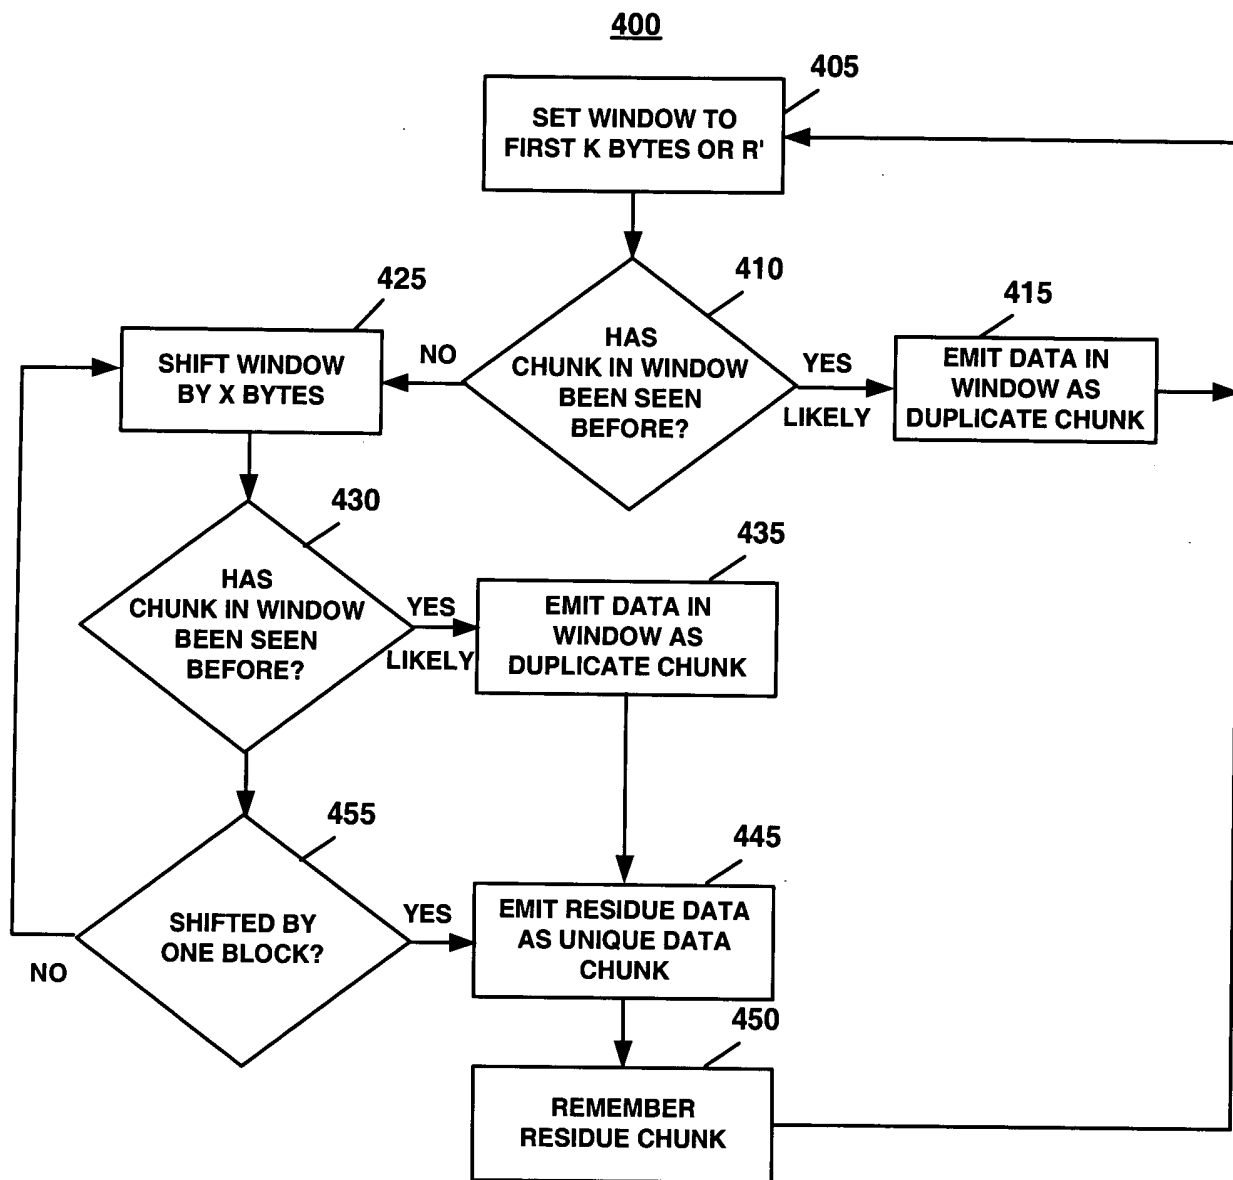 400
405
SET WINDOW TO
FIRST K BYTES OR R'
410
HAS
CHUNK IN WINDOW
BEEN SEEN
BEFORE?
NO
YES
LIKELY
415
EMIT DATA IN
WINDOW AS
DUPLICATE CHUNK
425
SHIFT WINDOW
BY X BYTES
430
HAS
CHUNK IN WINDOW
BEEN SEEN
BEFORE?
YES
LIKELY
435
EMIT DATA IN
WINDOW AS
DUPLICATE CHUNK
455
SHIFTED BY
ONE BLOCK?
NO
YES
445
EMIT RESIDUE DATA
AS UNIQUE DATA
CHUNK
450
REMEMBER
RESIDUE CHUNK